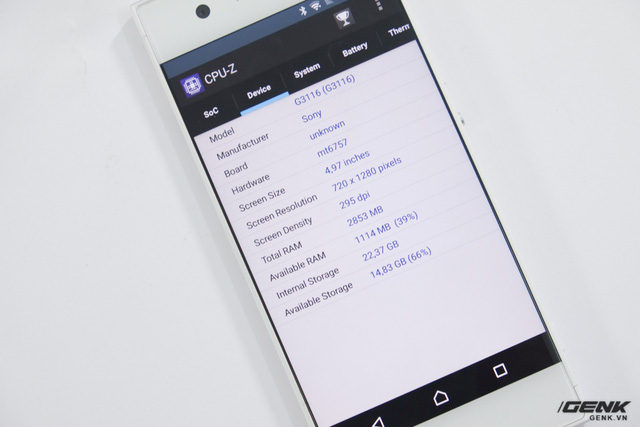 CPU-Z
SoC Device System Battery Therm
Model G3116 (G3116)
Manufacturer Sony
Board unknown
Hardware mt6757
Screen Size 4,97 inches
Screen Resolution 720 x 1280 pixels
Screen Density 295 dpi
Total RAM 2853 MB
Available RAM 1114 MB (39%)
Internal Storage 22,37 GB
Available Storage 14,83 GB (66%)
GENK
GENK.VN